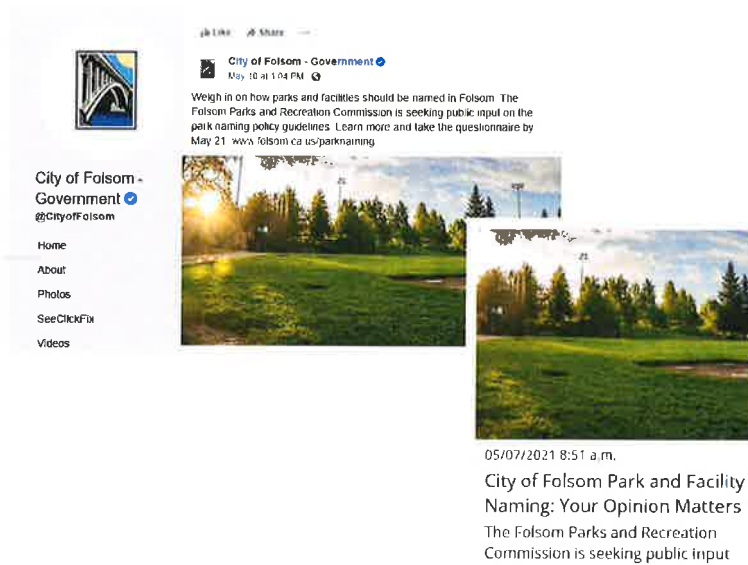 Like Share
City of Folsom - Government
May 10 at 1:04 PM
Weigh in on how parks and facilities should be named in Folsom. The
Folsom Parks and Recreation Commission is seeking public input on the
park naming policy guidelines. Learn more and take the questionnaire by
May 21. www.folsom.ca.us/parknaming
City of Folsom -
Government
@CityofFolsom
Home
About
Photos
SeeClickFix
Videos
05/07/2021 8:51 a.m.
City of Folsom Park and Facility
Naming: Your Opinion Matters
The Folsom Parks and Recreation
Commission is seeking public input